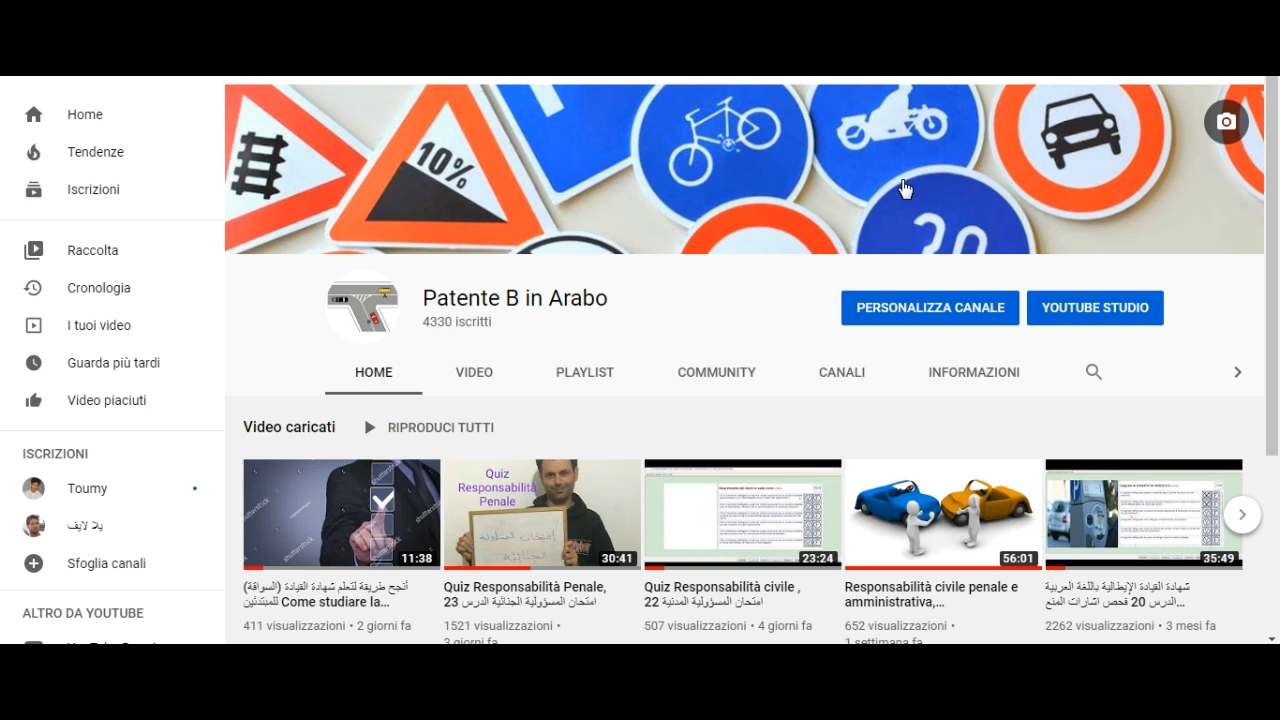 Home
Tendenze
Iscrizioni
Raccolta
Cronologia
I tuoi video
Guarda più tardi
Video piaciuti
ISCRIZIONI
Toumy
يلا لايف
Sfoglia canali
ALTRO DA YOUTUBE
10%
30
Patente B in Arabo
4330 iscritti
PERSONALIZZA CANALE
YOUTUBE STUDIO
HOME
VIDEO
PLAYLIST
COMMUNITY
CANALI
INFORMAZIONI
Video caricati
RIPRODUCI TUTTI
shutterstock
11:38
أنجح طريقة لتعلم شهادة القيادة (السواقة)
للمبتدئين Come studiare la...
411 visualizzazioni • 2 giorni fa
Quiz
Responsabilità
Penale
امتحان المسؤولية
الجنائية
30:41
Quiz Responsabilità Penale,
امتحان المسؤولية الجنائية الدرس 23
1521 visualizzazioni •
3 giorni fa
23:24
Quiz Responsabilità civile ,
امتحان المسؤولية المدنية 22
507 visualizzazioni • 4 giorni fa
56:01
Responsabilità civile penale e
amministrativa,...
652 visualizzazioni •
1 settimana fa
35:49
شهادة القيادة الإيطالية باللغة العربية
الدرس 20 فحص اشارات المنع...
2262 visualizzazioni • 3 mesi fa